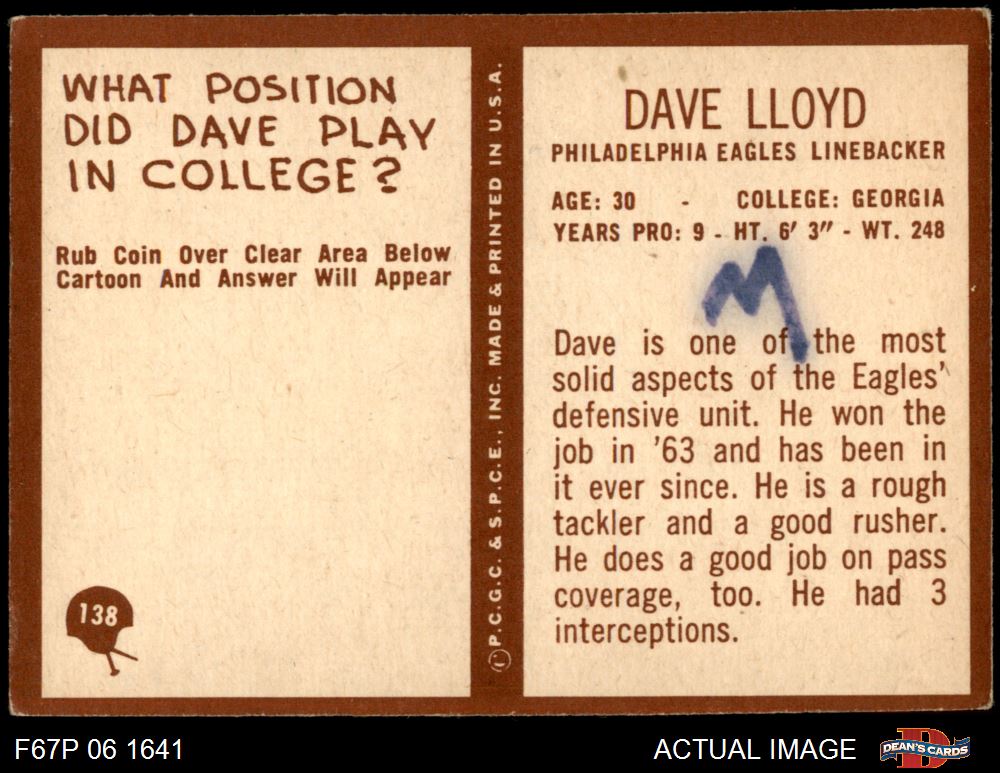 WHAT POSITION
DID DAVE PLAY
IN COLLEGE?
Rub Coin Over Clear Area Below
Cartoon And Answer Will Appear
138
© P.C.G.C. & S.P.C.E., INC. MADE & PRINTED IN U.S.A.
DAVE LLOYD
PHILADELPHIA EAGLES LINEBACKER
AGE: 30 - COLLEGE: GEORGIA
YEARS PRO: 9 - HT. 6' 3" - WT. 248
M
Dave is one of the most
solid aspects of the Eagles'
defensive unit. He won the
job in '63 and has been in
it ever since. He is a rough
tackler and a good rusher.
He does a good job on pass
coverage, too. He had 3
interceptions.
F67P 06 1641
ACTUAL IMAGE
D
DEAN'S CARDS